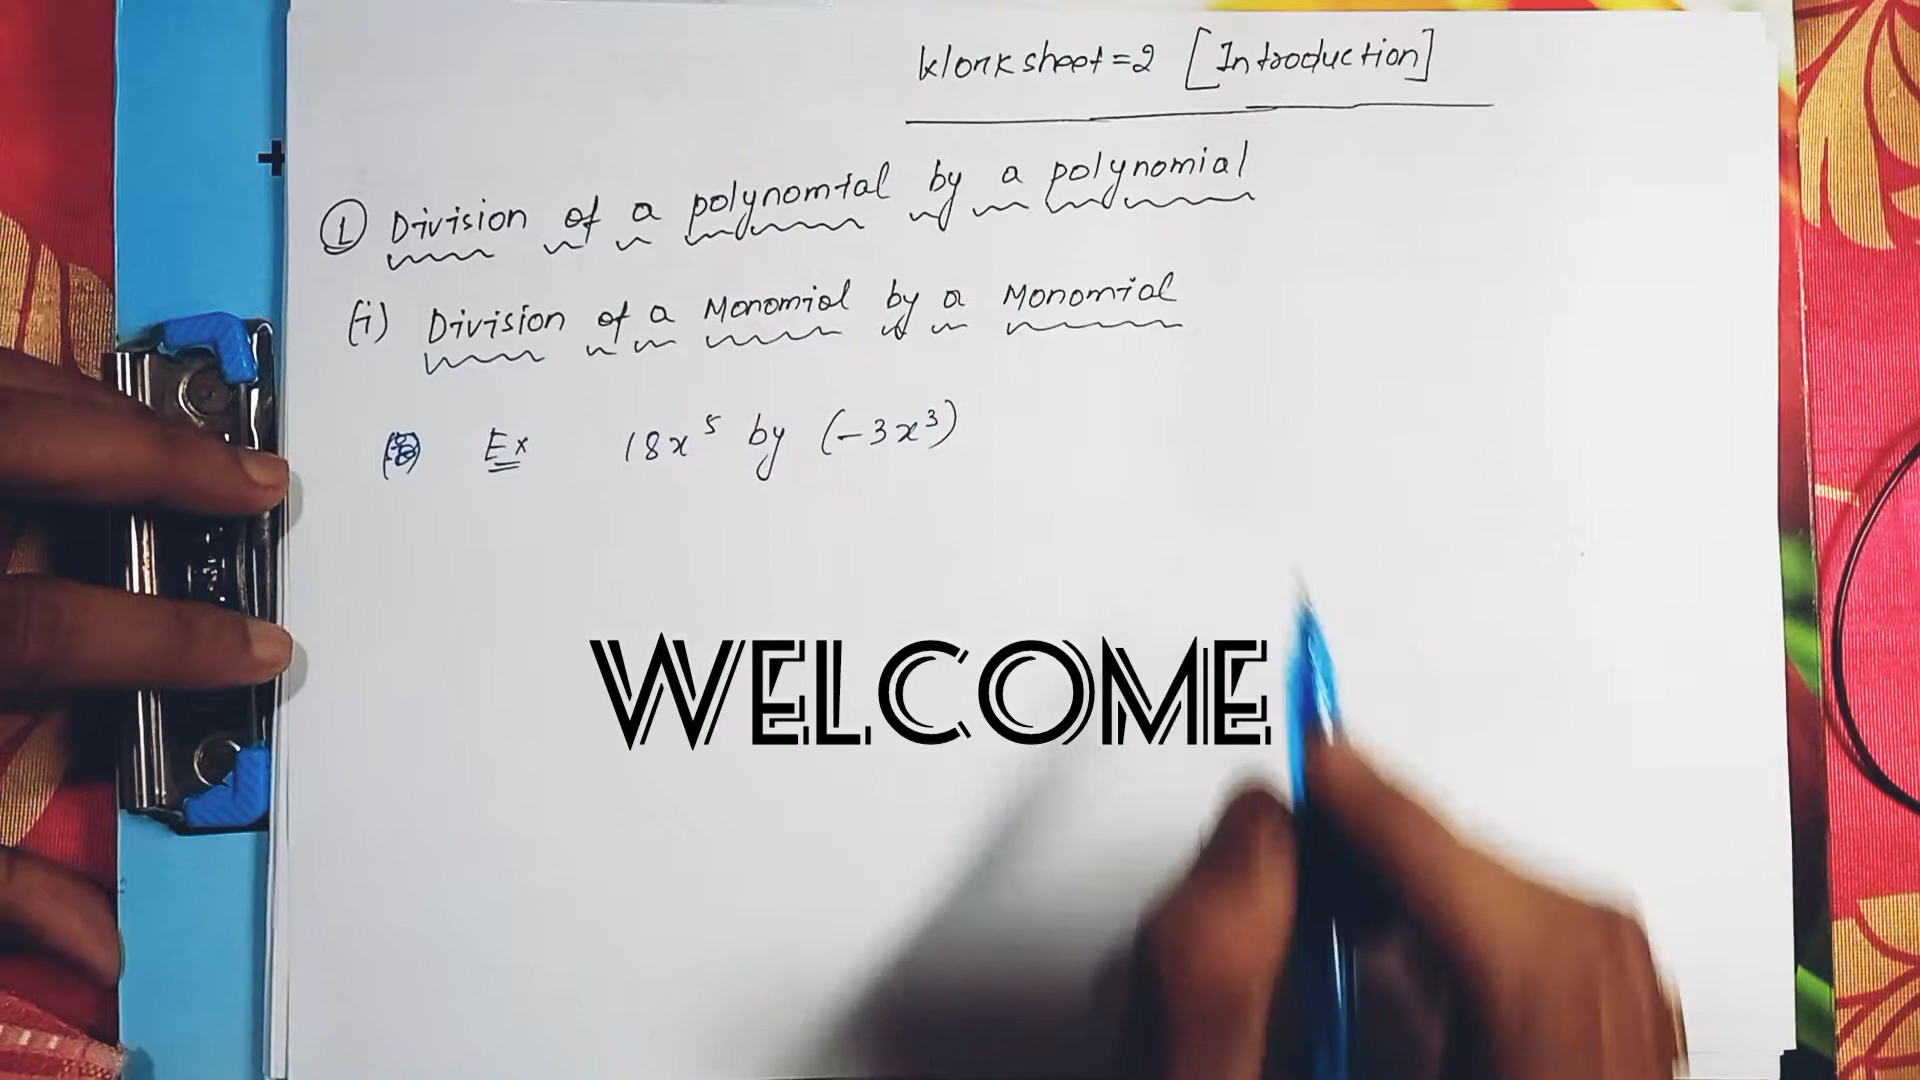 Worksheet=2 [Introduction]
① Division of a polynomial by a polynomial
(i) Division of a Monomial by a Monomial
Ex 18x⁵ by (-3x³)
WELCOME